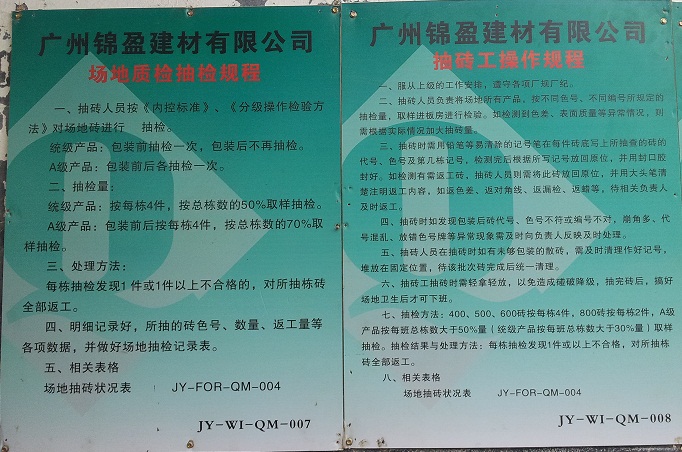 广州锦盈建材有限公司
场地质检抽检规程
一、抽砖人员按《内控标准》、《分级操作检验方
法》对场地砖进行 抽检。
统级产品：包装前抽检一次，包装后不再抽检。
A级产品：包装前后各抽检一次。
二、抽检量：
统级产品：按每栋4件，按总栋数的50%取样抽检。
A级产品：包装前后按每栋4件，按总栋数的70%取
样抽检。
三、处理方法：
每栋抽检发现1件或1件以上不合格的，对所抽栋砖
全部返工。
四、明细记录好，所抽的砖色号、数量、返工量等
各项数据，并做好场地抽检记录表。
五、相关表格
场地抽砖状况表 JY-FOR-QM-004
JY-WI-QM-007
广州锦盈建材有限公司
抽砖工操作规程
一、服从上级的工作安排，遵守各项厂规厂纪。
二、抽砖人员负责将场地所有产品，按不同色号、不同编号所规定的
抽检量，取样进板房进行检验。如检测到色差、表面质量等异常情况，则
需根据实际情况加大抽砖量。
三、抽砖时需用铅笔等易清除的记号笔在每件砖底写上所抽查的砖的
代号、色号及第几栋记号，检测完后根据所写记号放回原位，并用封口胶
封好。如检测有需返工砖，抽砖人员则需将此砖放回原位，并用大头笔清
楚注明返工内容，如返色差、返对角线、返漏检、返蜡等，待相关负责人
及时返工。
四、抽砖时如发现包装后砖代号、色号不符或编号不对，崩角多、代
号混乱、放错色号牌等异常现象需及时向负责人反映及时处理。
五、抽砖人员在抽砖时如有未够包装的散砖，需及时清理作好记号，
堆放在固定位置，待该批次砖完成后统一清理。
六、抽砖工抽砖时需轻拿轻放，以免造成碰破降级，抽完砖后，搞好
场地卫生后才可下班。
七、抽检方法：400、500、600砖按每栋4件，800砖按每栋2件，A级
产品按每班总栋数大于50%量（统级产品按每班总栋数大于30%量）取样
抽检。抽检结果与处理方法：每栋抽检发现1件或以上不合格，对所抽栋
砖全部返工。
八、相关表格
场地抽砖状况表 JY-FOR-QM-004
JY-WI-QM-008